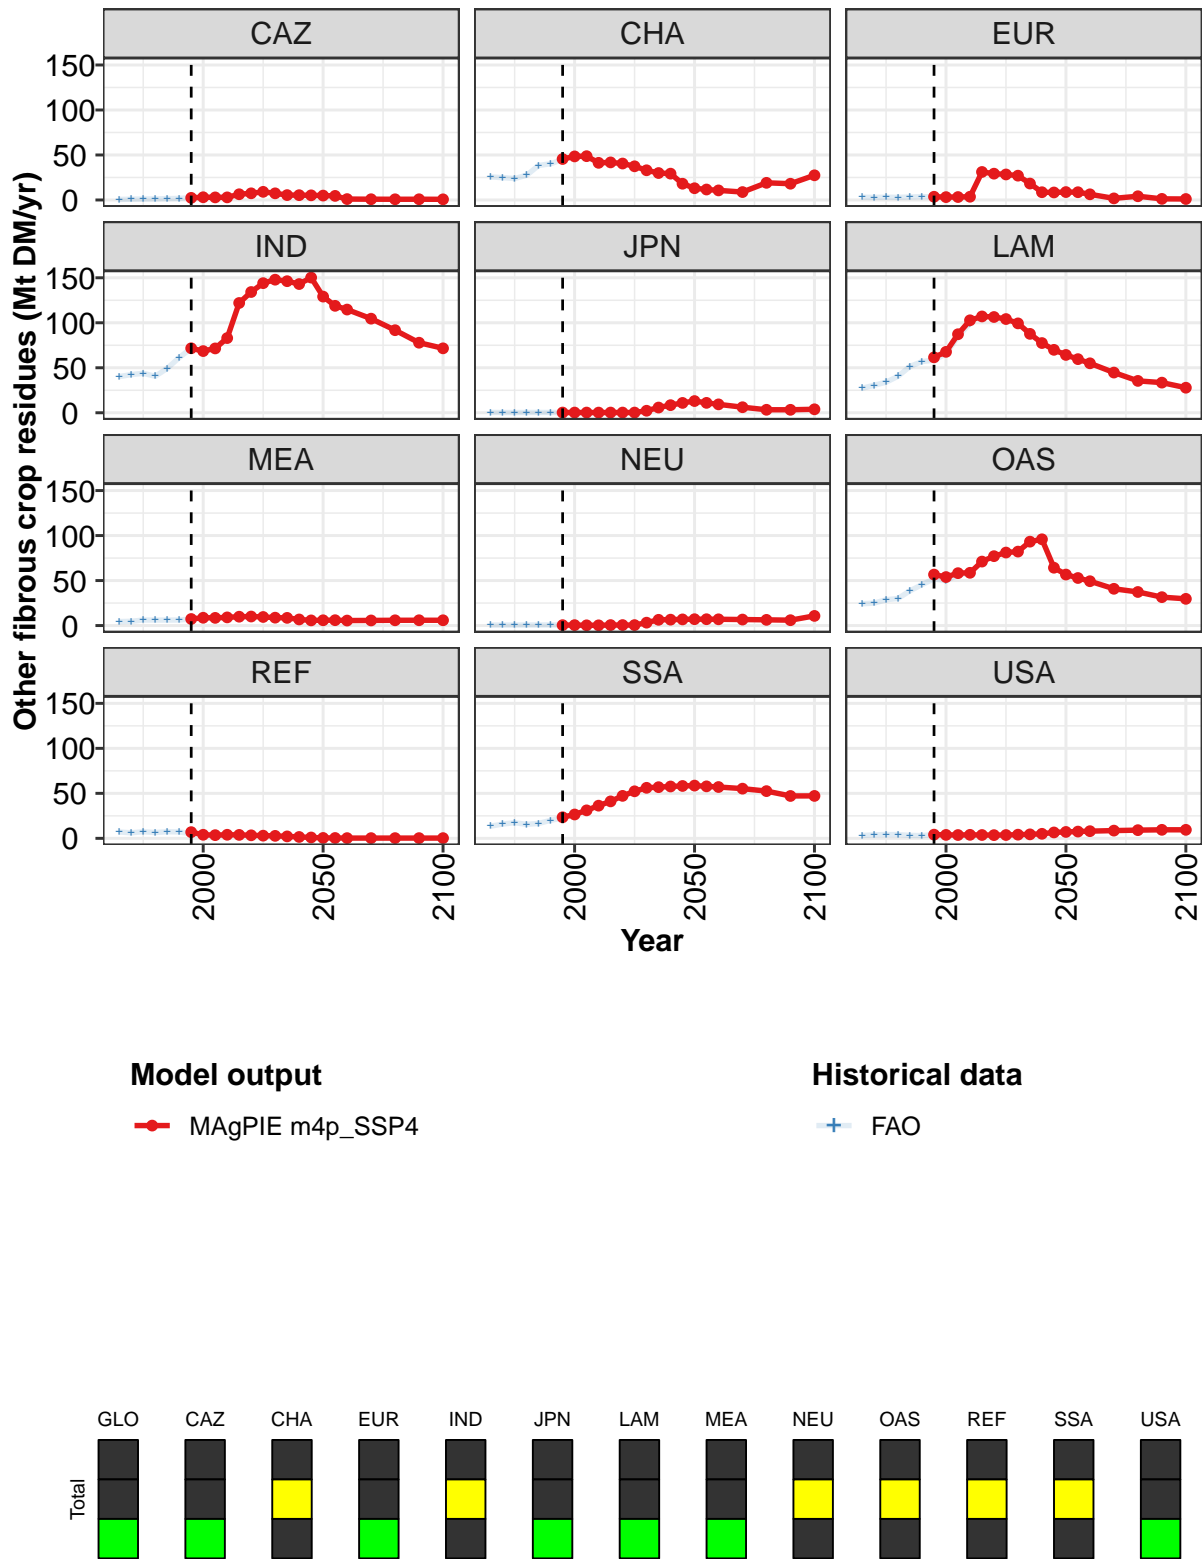 CAZ CHA EUR
150
100
50
0
IND JPN LAM
150
100
50
0
MEA NEU OAS
150
100
50
0
REF SSA USA
150
100
50
0
Other fibrous crop residues (Mt DM/yr)
2000 2050 2100 2000 2050 2100 2000 2050 2100
Year
Model output Historical data
MAgPIE m4p_SSP4 FAO
GLO CAZ CHA EUR IND JPN LAM MEA NEU OAS REF SSA USA
Total